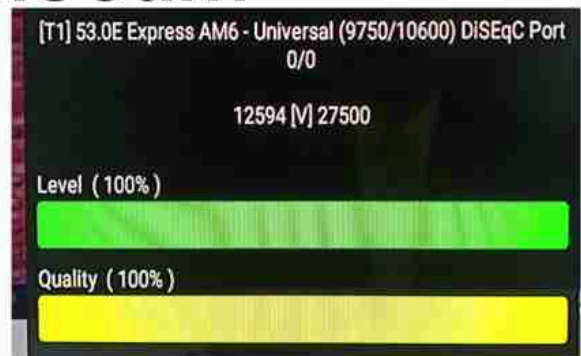 [T1] 53.0E Express AM6 - Universal (9750/10600) DiSEqC Port
0/0
12594 [V] 27500
Level ( 100% )
Quality ( 100% )